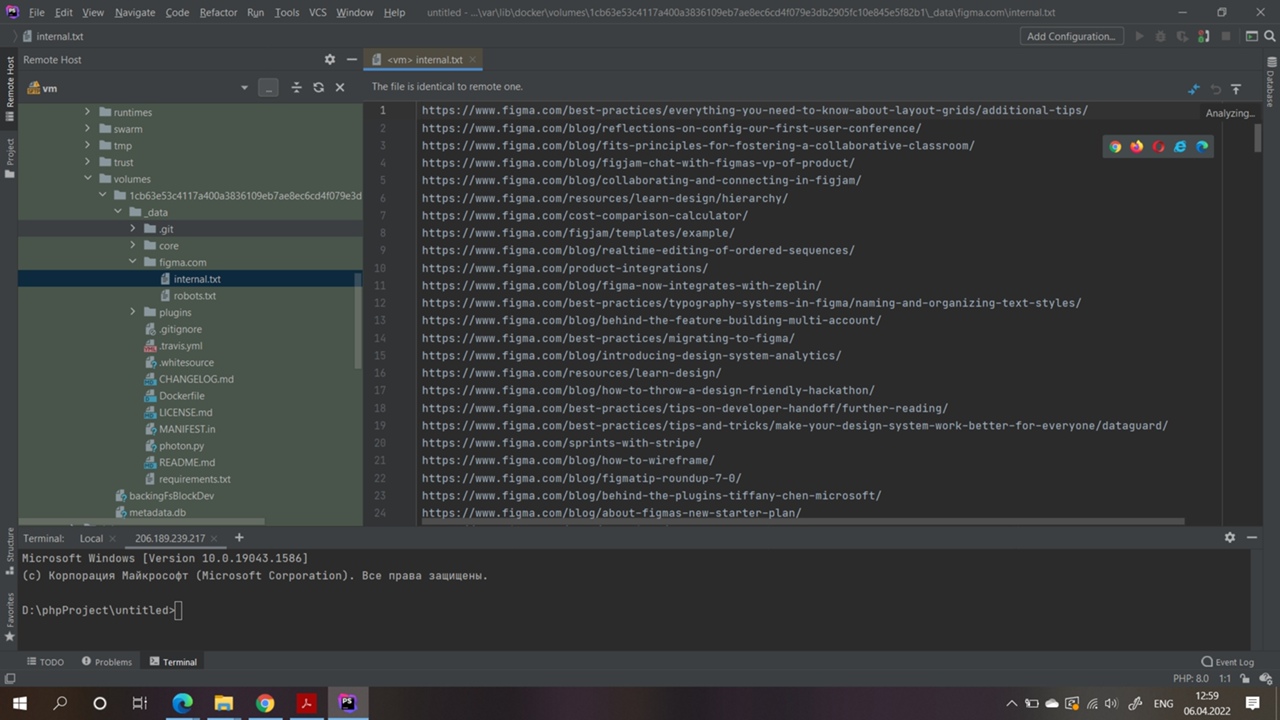 File Edit View Navigate Code Refactor Run Tools VCS Window Help untitled - ...\var\lib\docker\volumes\1cb63e53c4117a400a3836109eb7ae8ec6cd4f079e3db2905fc10e845e5f82b1\_data\figma.com\internal.txt
internal.txt
Add Configuration...
Remote Host
<vm> internal.txt
vm
...
The file is identical to remote one.
Analyzing...
Remote Host
Project
Structure
Favorites
Database
runtimes
swarm
tmp
trust
volumes
1cb63e53c4117a400a3836109eb7ae8ec6cd4f079e3d
_data
.git
core
figma.com
internal.txt
robots.txt
plugins
.gitignore
.travis.yml
.whitesource
CHANGELOG.md
Dockerfile
LICENSE.md
MANIFEST.in
photon.py
README.md
requirements.txt
backingFsBlockDev
metadata.db
1 https://www.figma.com/best-practices/everything-you-need-to-know-about-layout-grids/additional-tips/
2 https://www.figma.com/blog/reflections-on-config-our-first-user-conference/
3 https://www.figma.com/blog/fits-principles-for-fostering-a-collaborative-classroom/
4 https://www.figma.com/blog/figjam-chat-with-figmas-vp-of-product/
5 https://www.figma.com/blog/collaborating-and-connecting-in-figjam/
6 https://www.figma.com/resources/learn-design/hierarchy/
7 https://www.figma.com/cost-comparison-calculator/
8 https://www.figma.com/figjam/templates/example/
9 https://www.figma.com/blog/realtime-editing-of-ordered-sequences/
10 https://www.figma.com/product-integrations/
11 https://www.figma.com/blog/figma-now-integrates-with-zeplin/
12 https://www.figma.com/best-practices/typography-systems-in-figma/naming-and-organizing-text-styles/
13 https://www.figma.com/blog/behind-the-feature-building-multi-account/
14 https://www.figma.com/best-practices/migrating-to-figma/
15 https://www.figma.com/blog/introducing-design-system-analytics/
16 https://www.figma.com/resources/learn-design/
17 https://www.figma.com/blog/how-to-throw-a-design-friendly-hackathon/
18 https://www.figma.com/best-practices/tips-on-developer-handoff/further-reading/
19 https://www.figma.com/best-practices/tips-and-tricks/make-your-design-system-work-better-for-everyone/dataguard/
20 https://www.figma.com/sprints-with-stripe/
21 https://www.figma.com/blog/how-to-wireframe/
22 https://www.figma.com/blog/figmatip-roundup-7-0/
23 https://www.figma.com/blog/behind-the-plugins-tiffany-chen-microsoft/
24 https://www.figma.com/blog/about-figmas-new-starter-plan/
Terminal: Local 206.189.239.217
Microsoft Windows [Version 10.0.19043.1586]
(c) Корпорация Майкрософт (Microsoft Corporation). Все права защищены.
D:\phpProject\untitled>
TODO Problems Terminal Event Log
PHP: 8.0 1:1
PS
ENG
12:59
06.04.2022